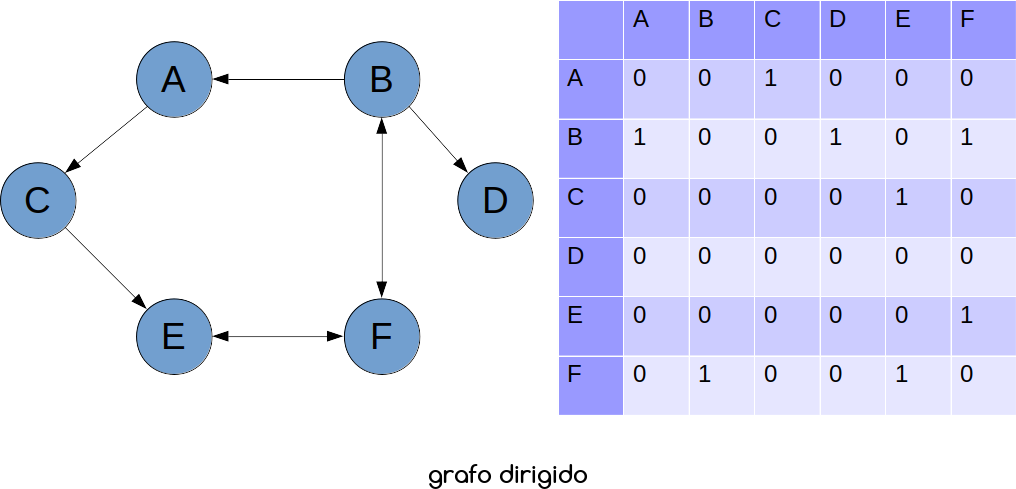 A B
C D
E F
A B C D E F
A 0 0 1 0 0 0
B 1 0 0 1 0 1
C 0 0 0 0 1 0
D 0 0 0 0 0 0
E 0 0 0 0 0 1
F 0 1 0 0 1 0
grafo dirigido